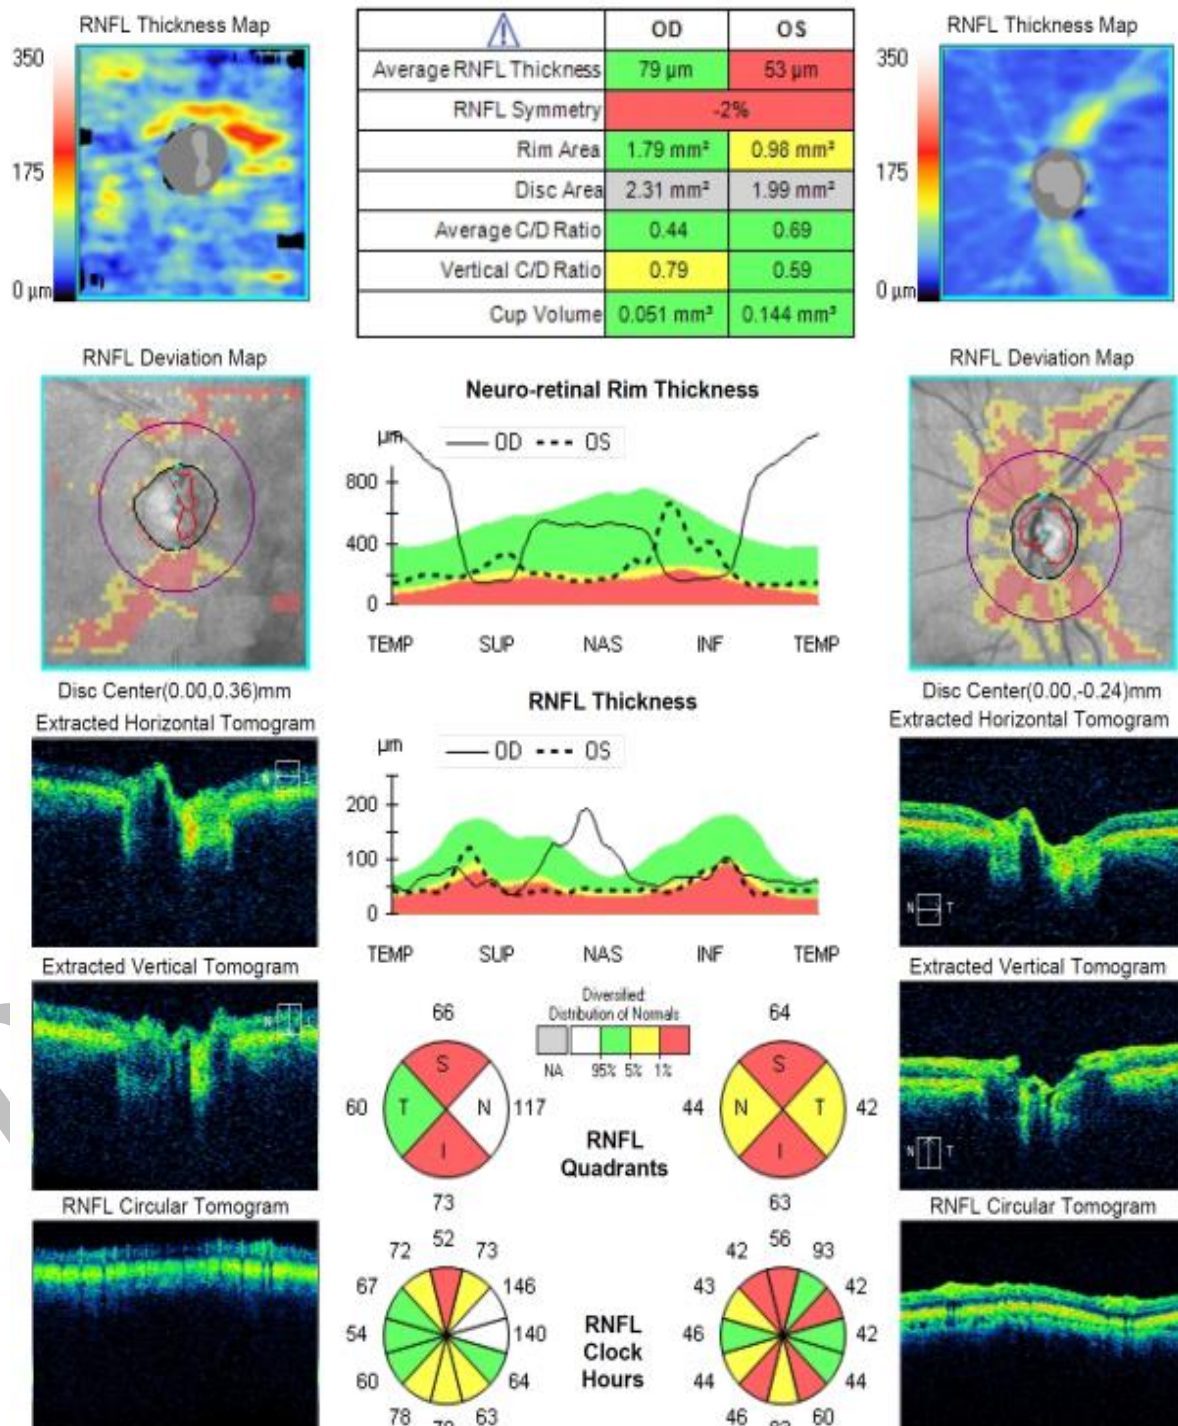 RNFL Thickness Map
OD OS
RNFL Thickness Map
350
175
0 µm
Average RNFL Thickness 79 µm 53 µm
RNFL Symmetry -2%
Rim Area 1.79 mm² 0.98 mm²
Disc Area 2.31 mm² 1.99 mm²
Average C/D Ratio 0.44 0.69
Vertical C/D Ratio 0.79 0.59
Cup Volume 0.051 mm³ 0.144 mm³
350
175
0 µm
RNFL Deviation Map
Neuro-retinal Rim Thickness
RNFL Deviation Map
µm
OD OS
800
400
0
TEMP SUP NAS INF TEMP
Disc Center(0.00,0.36)mm
Disc Center(0.00,-0.24)mm
Extracted Horizontal Tomogram
RNFL Thickness
Extracted Horizontal Tomogram
µm
OD OS
200
100
0
N T
TEMP SUP NAS INF TEMP
Extracted Vertical Tomogram
Extracted Vertical Tomogram
Diversified:
Distribution of Normals
NA 95% 5% 1%
66
S
60 T N 117
I
73
RNFL
Quadrants
64
S
44 N T 42
I
63
N T
RNFL Circular Tomogram
RNFL Circular Tomogram
72 52 73
67 146
54 140
60 64
78 63
RNFL
Clock
Hours
42 56 93
43 42
46 42
44 44
46 60